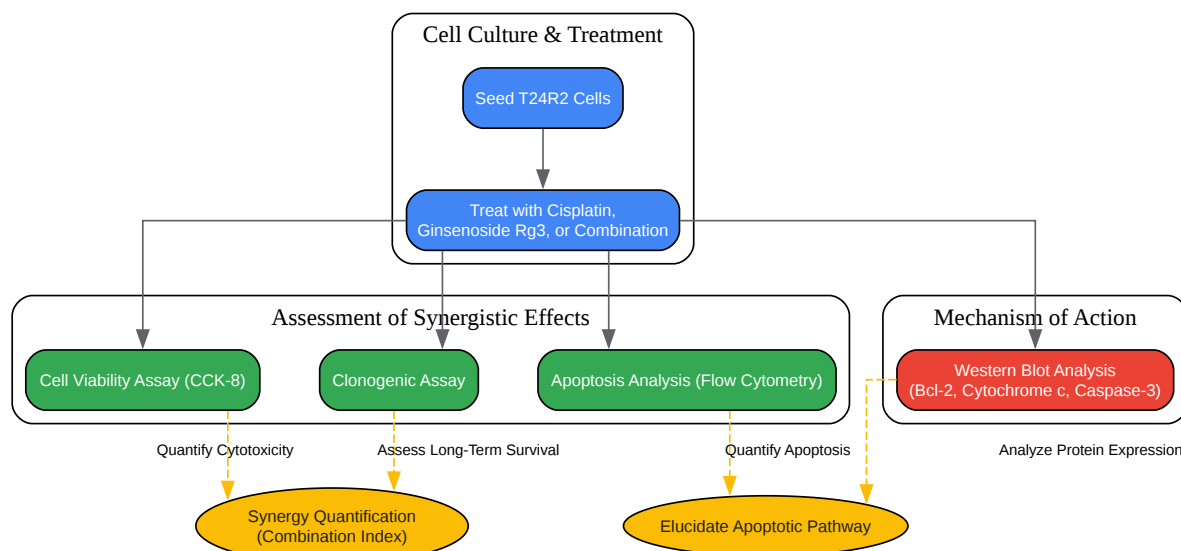 Cell Culture & Treatment
Seed T24R2 Cells
Treat with Cisplatin,
Ginsenoside Rg3, or Combination
Assessment of Synergistic Effects
Mechanism of Action
Cell Viability Assay (CCK-8)
Clonogenic Assay
Apoptosis Analysis (Flow Cytometry)
Western Blot Analysis
(Bcl-2, Cytochrome c, Caspase-3)
Quantify Cytotoxicity
Assess Long-Term Survival
Quantify Apoptosis
Analyze Protein Expression
Synergy Quantification
(Combination Index)
Elucidate Apoptotic Pathway